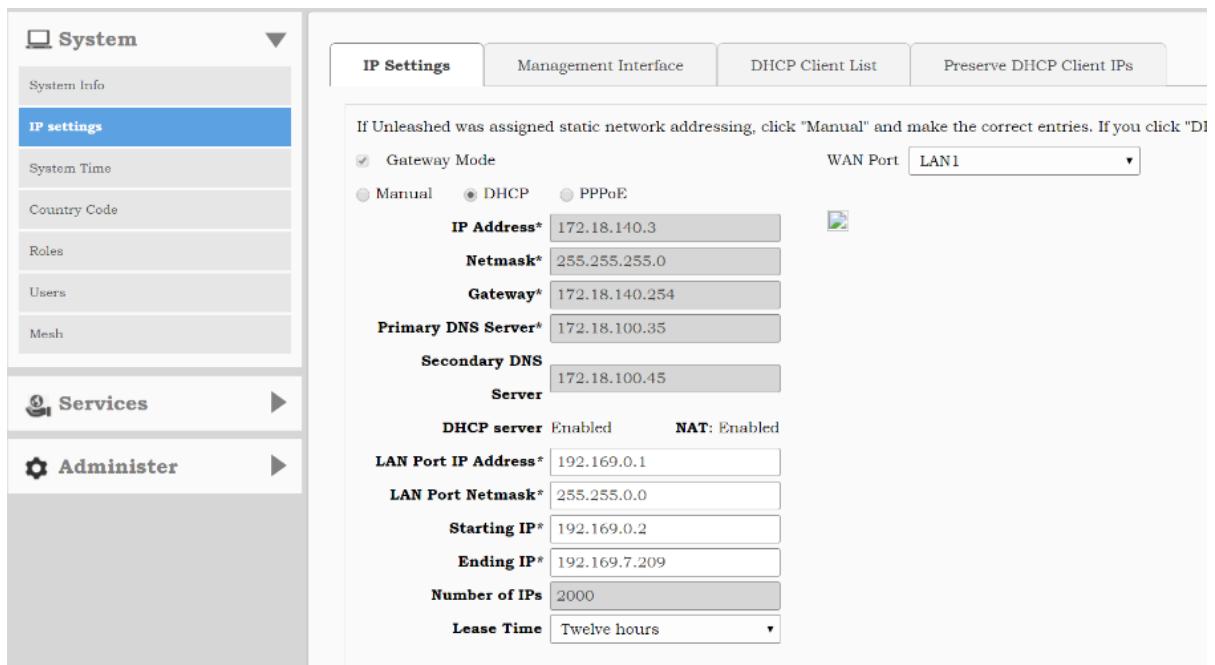 System
System Info
IP settings
System Time
Country Code
Roles
Users
Mesh
Services
Administer
IP Settings Management Interface DHCP Client List Preserve DHCP Client IPs
If Unleashed was assigned static network addressing, click "Manual" and make the correct entries. If you click "DH
Gateway Mode WAN Port LAN1
Manual DHCP PPPoE
IP Address* 172.18.140.3
Netmask* 255.255.255.0
Gateway* 172.18.140.254
Primary DNS Server* 172.18.100.35
Secondary DNS
Server 172.18.100.45
DHCP server Enabled NAT: Enabled
LAN Port IP Address* 192.169.0.1
LAN Port Netmask* 255.255.0.0
Starting IP* 192.169.0.2
Ending IP* 192.169.7.209
Number of IPs 2000
Lease Time Twelve hours